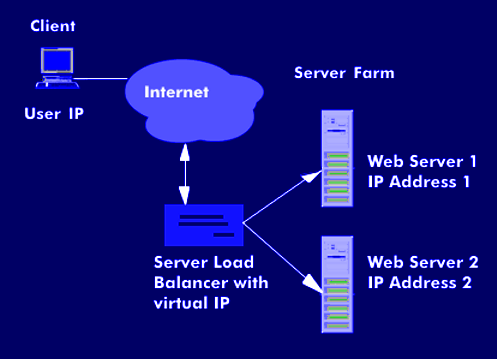 Client
User IP
Internet
Server Farm
Web Server 1
IP Address 1
Server Load
Balancer with
virtual IP
Web Server 2
IP Address 2